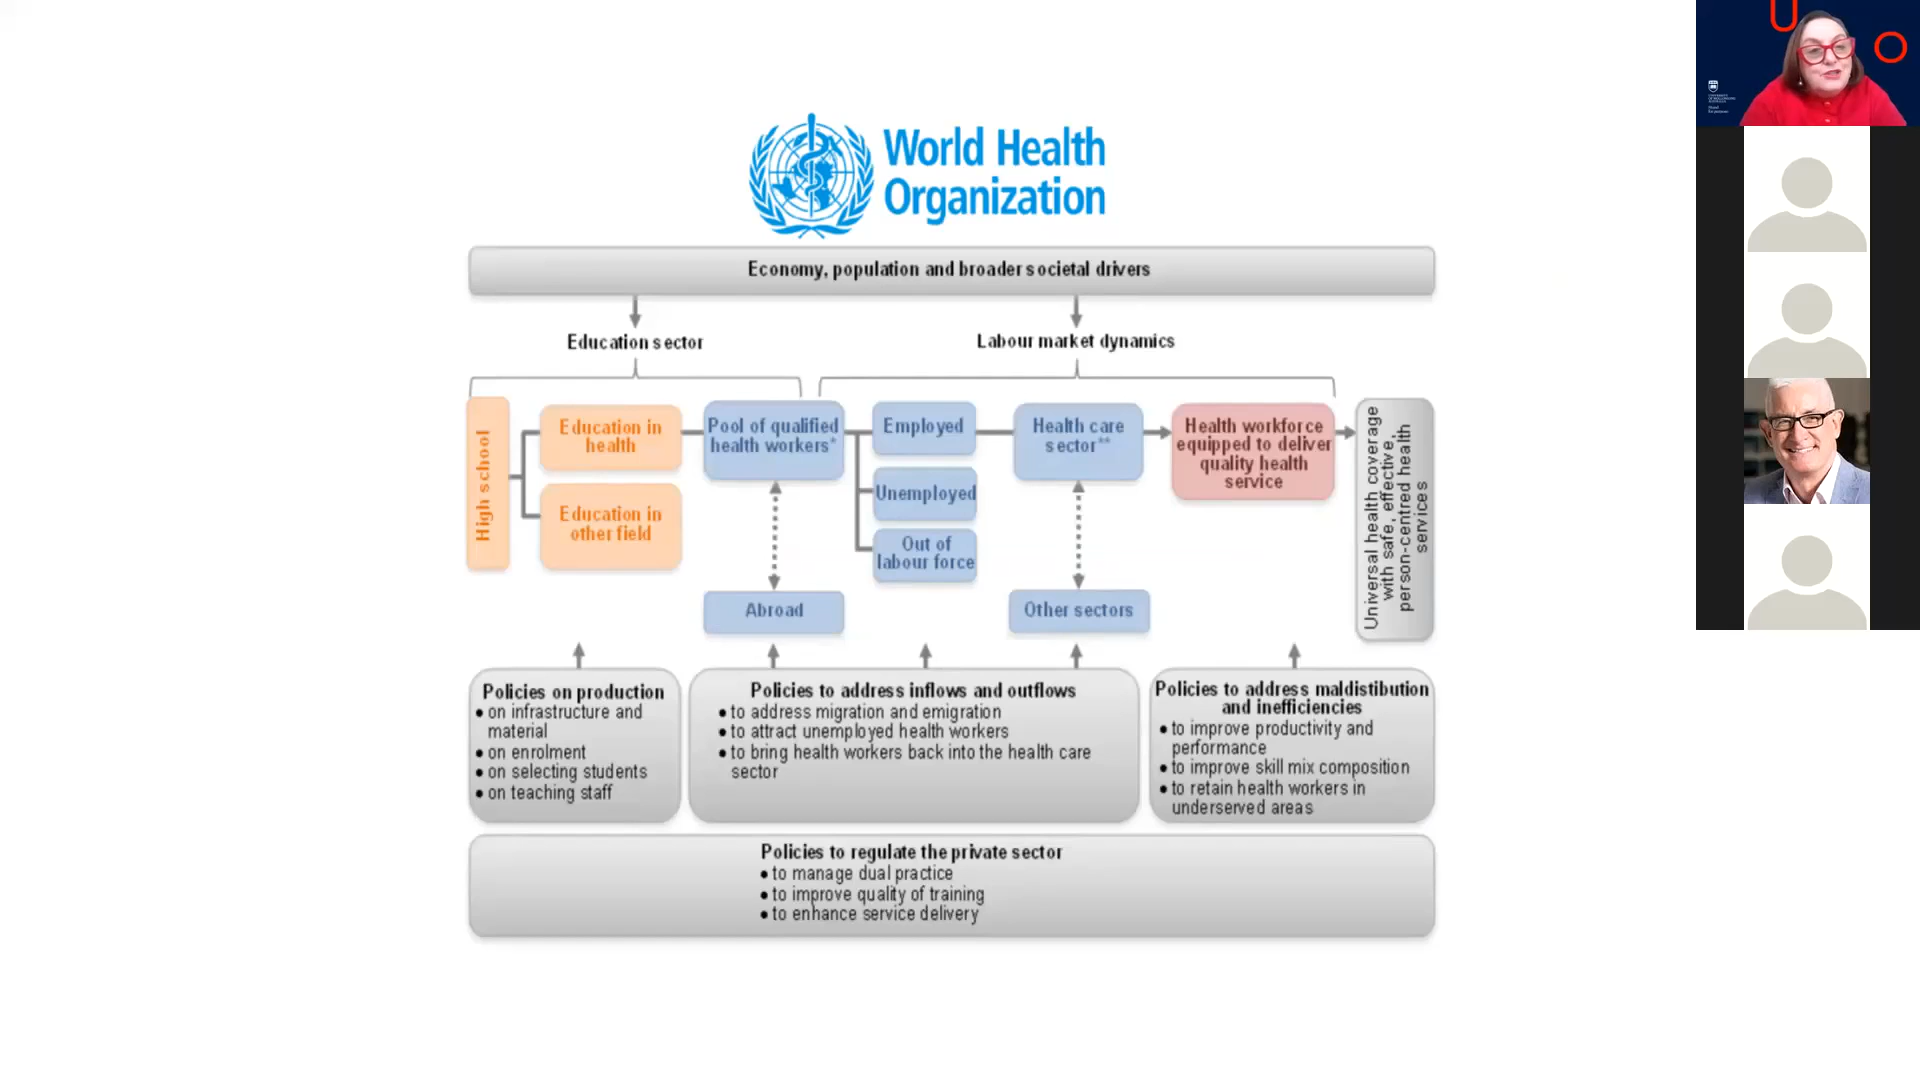 World Health
Organization
Economy, population and broader societal drivers
Education sector
Labour market dynamics
High school
Education in
health
Education in
other field
Pool of qualified
health workers*
Abroad
Employed
Unemployed
Out of
labour force
Health care
sector**
Other sectors
Health workforce
equipped to deliver
quality health
service
Universal health coverage
with safe, effective,
person-centred health
services
Policies on production
• on infrastructure and
material
• on enrolment
• on selecting students
• on teaching staff
Policies to address inflows and outflows
• to address migration and emigration
• to attract unemployed health workers
• to bring health workers back into the health care
sector
Policies to address maldistibution
and inefficiencies
• to improve productivity and
performance
• to improve skill mix composition
• to retain health workers in
underserved areas
Policies to regulate the private sector
• to manage dual practice
• to improve quality of training
• to enhance service delivery
U
O